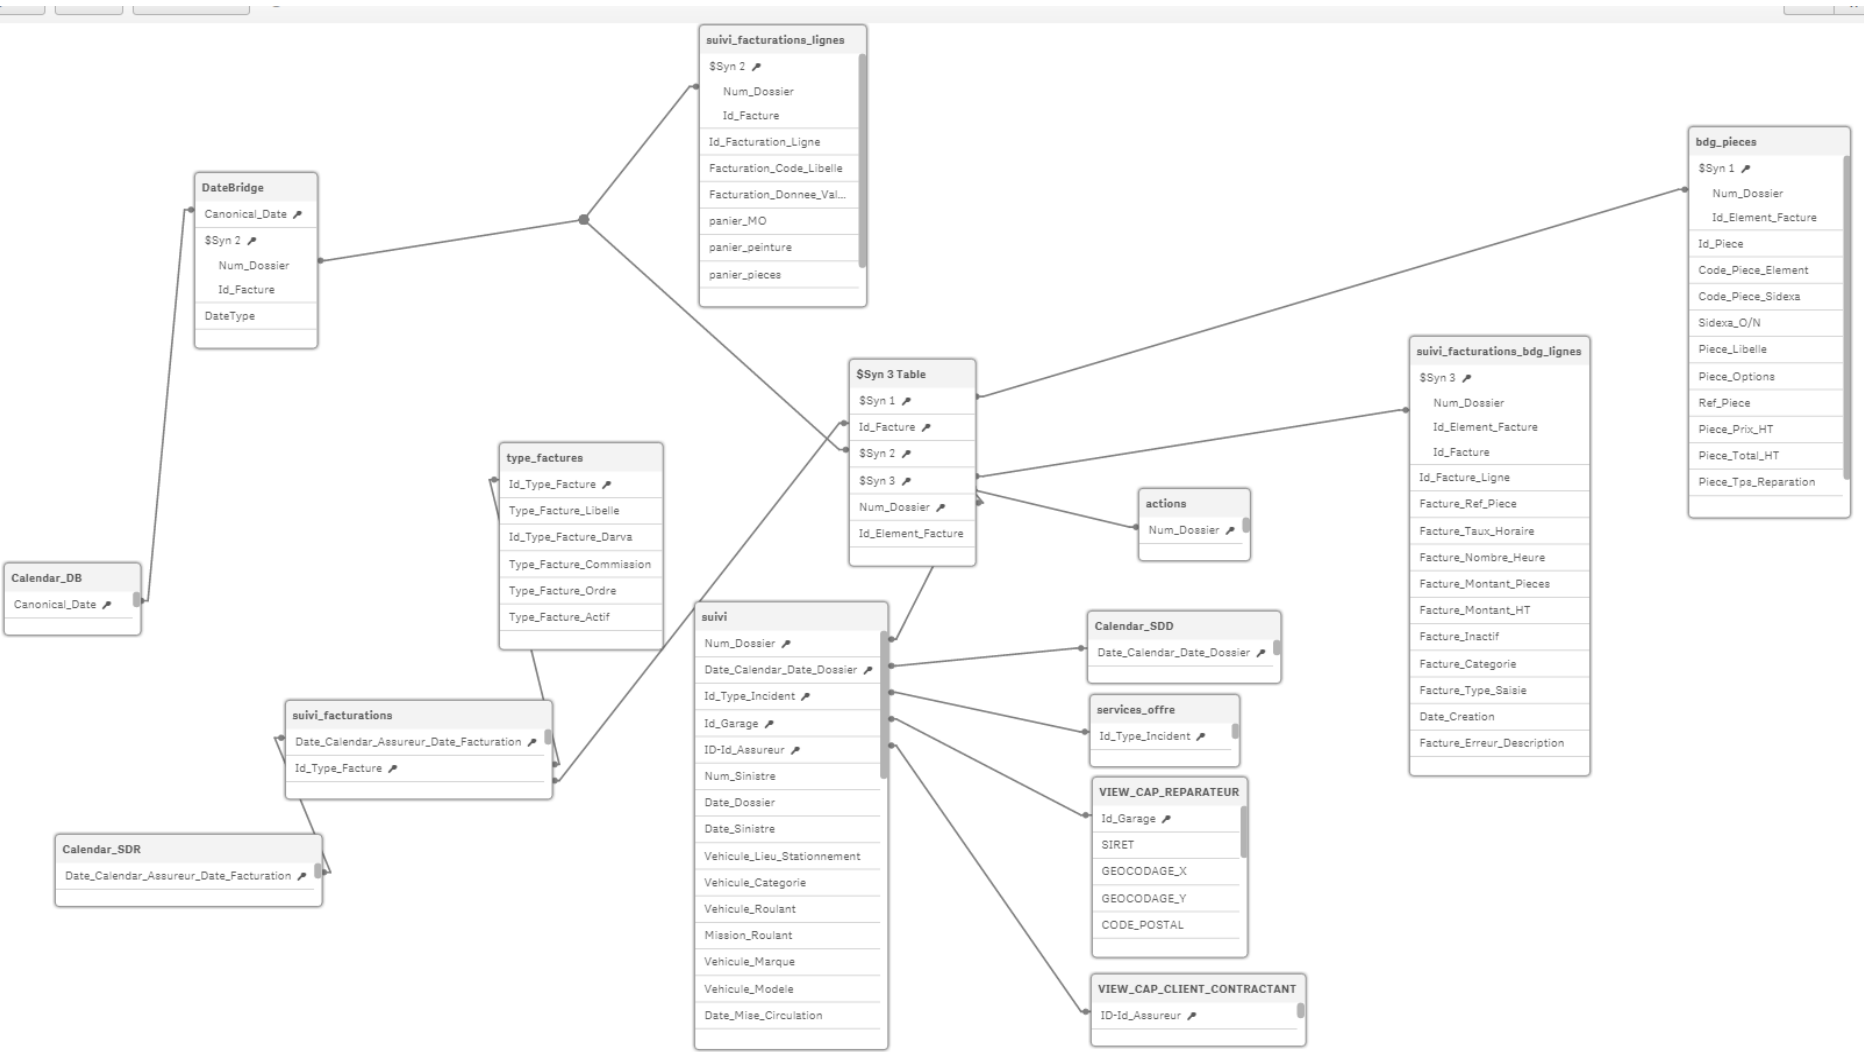 suivi_facturations_lignes
$Syn 2
Num_Dossier
Id_Facture
Id_Facturation_Ligne
Facturation_Code_Libelle
Facturation_Donnee_Val...
panier_MO
panier_peinture
panier_pieces
bdg_pieces
$Syn 1
Num_Dossier
Id_Element_Facture
Id_Piece
Code_Piece_Element
Code_Piece_Sidexa
Sidexa_O/N
Piece_Libelle
Piece_Options
Ref_Piece
Piece_Prix_HT
Piece_Total_HT
Piece_Tps_Reparation
DateBridge
Canonical_Date
$Syn 2
Num_Dossier
Id_Facture
DateType
suivi_facturations_bdg_lignes
$Syn 3
Num_Dossier
Id_Element_Facture
Id_Facture
Id_Facture_Ligne
Facture_Ref_Piece
Facture_Taux_Horaire
Facture_Nombre_Heure
Facture_Montant_Pieces
Facture_Montant_HT
Facture_Inactif
Facture_Categorie
Facture_Type_Saisie
Date_Creation
Facture_Erreur_Description
$Syn 3 Table
$Syn 1
Id_Facture
$Syn 2
$Syn 3
Num_Dossier
Id_Element_Facture
type_factures
Id_Type_Facture
Type_Facture_Libelle
Id_Type_Facture_Darva
Type_Facture_Commission
Type_Facture_Ordre
Type_Facture_Actif
actions
Num_Dossier
Calendar_DB
Canonical_Date
suivi
Num_Dossier
Date_Calendar_Date_Dossier
Id_Type_Incident
Id_Garage
ID-Id_Assureur
Num_Sinistre
Date_Dossier
Date_Sinistre
Vehicule_Lieu_Stationnement
Vehicule_Categorie
Vehicule_Roulant
Mission_Roulant
Vehicule_Marque
Vehicule_Modele
Date_Mise_Circulation
Calendar_SDD
Date_Calendar_Date_Dossier
services_offre
Id_Type_Incident
suivi_facturations
Date_Calendar_Assureur_Date_Facturation
Id_Type_Facture
VIEW_CAP_REPARATEUR
Id_Garage
SIRET
GEOCODAGE_X
GEOCODAGE_Y
CODE_POSTAL
Calendar_SDR
Date_Calendar_Assureur_Date_Facturation
VIEW_CAP_CLIENT_CONTRACTANT
ID-Id_Assureur